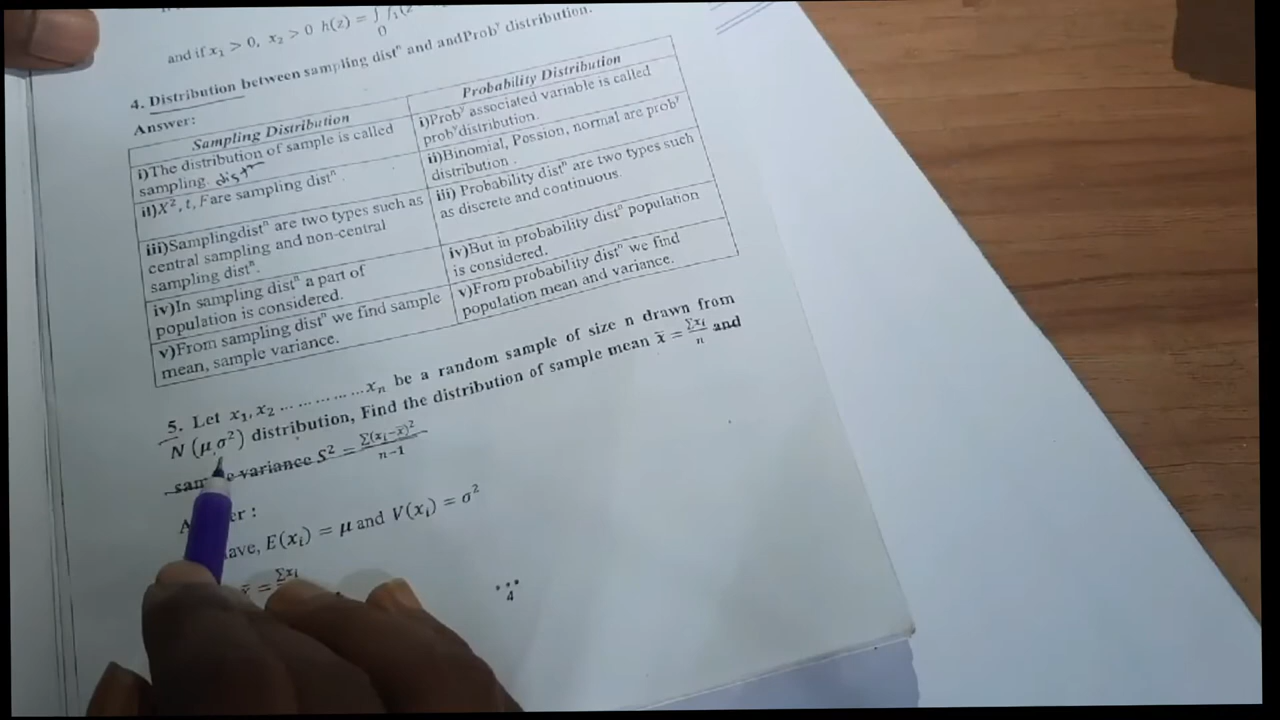 and if x₁ > 0, x₂ > 0 h(z) = ∫ f₁(z
0
4. Distribution between sampling distⁿ and andProbʸ distribution.
Answer:
Sampling Distribution
Probability Distribution
i)The distribution of sample is called
sampling. distⁿ
i)Probʸ associated variable is called
probʸdistribution.
ii)X², t, Fare sampling distⁿ.
ii)Binomial, Possion, normal are probʸ
distribution .
iii)Samplingdistⁿ are two types such as
central sampling and non-central
sampling distⁿ.
iii) Probability distⁿ are two types such
as discrete and continuous.
iv)In sampling distⁿ a part of
population is considered.
iv)But in probability distⁿ population
is considered.
v)From sampling distⁿ we find sample
mean, sample variance.
v)From probability distⁿ we find
population mean and variance.
5. Let x₁, x₂ ... ... ... ... xₙ be a random sample of size n drawn from
N (μ,σ²) distribution, Find the distribution of sample mean x̄ = Σxᵢ/n and
variance S² = Σ(xᵢ−x̄)²/n−1
E(xᵢ) = μ and V(xᵢ) = σ²
= Σxᵢ
4